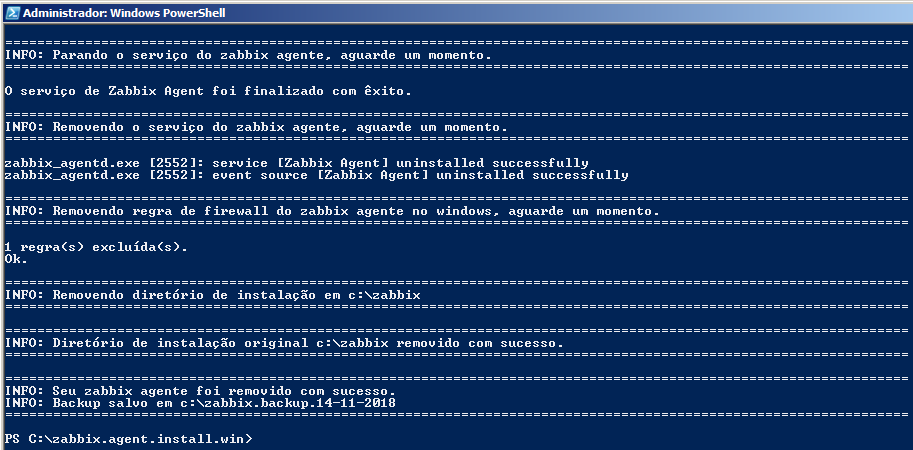 Administrador: Windows PowerShell
=================================================================================================================
INFO: Parando o serviço do zabbix agente, aguarde um momento.
=================================================================================================================
O serviço de Zabbix Agent foi finalizado com êxito.
=================================================================================================================
INFO: Removendo o serviço do zabbix agente, aguarde um momento.
=================================================================================================================
zabbix_agentd.exe [2552]: service [Zabbix Agent] uninstalled successfully
zabbix_agentd.exe [2552]: event source [Zabbix Agent] uninstalled successfully
=================================================================================================================
INFO: Removendo regra de firewall do zabbix agente no windows, aguarde um momento.
=================================================================================================================
1 regra(s) excluída(s).
Ok.
=================================================================================================================
INFO: Removendo diretório de instalação em c:\zabbix
=================================================================================================================
=================================================================================================================
INFO: Diretório de instalação original c:\zabbix removido com sucesso.
=================================================================================================================
=================================================================================================================
INFO: Seu zabbix agente foi removido com sucesso.
INFO: Backup salvo em c:\zabbix.backup.14-11-2018
=================================================================================================================
PS C:\zabbix.agent.install.win>